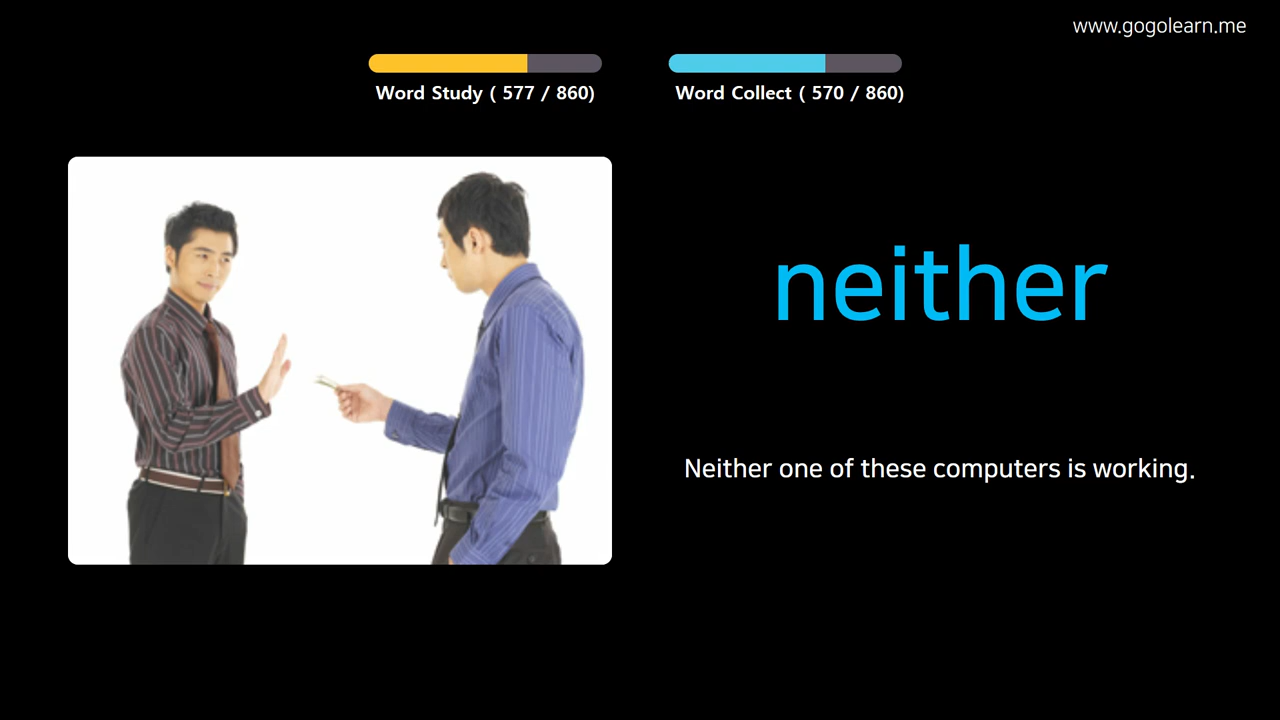 www.gogolearn.me
Word Study ( 577 / 860)
Word Collect ( 570 / 860)
neither
Neither one of these computers is working.